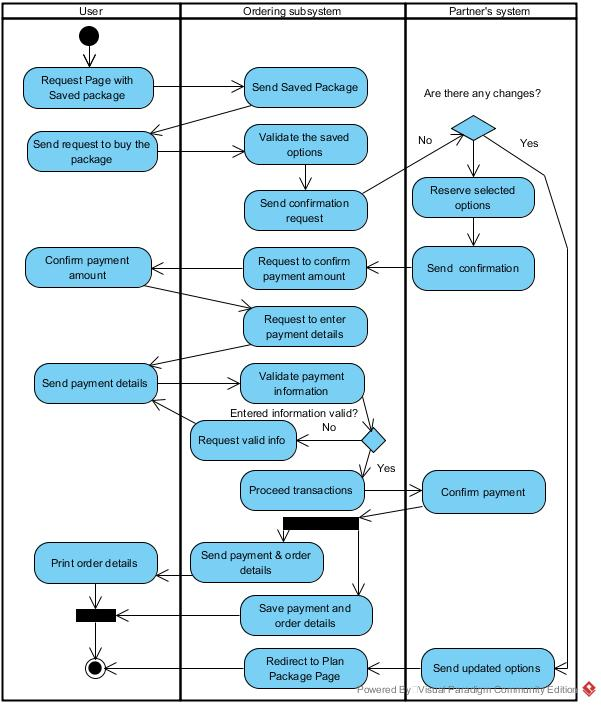 User
Ordering subsystem
Partner's system
Request Page with
Saved package
Send Saved Package
Are there any changes?
Send request to buy the
package
Validate the saved
options
No
Yes
Send confirmation
request
Reserve selected
options
Confirm payment
amount
Request to confirm
payment amount
Send confirmation
Request to enter
payment details
Send payment details
Validate payment
information
Entered information valid?
No
Request valid info
Yes
Proceed transactions
Confirm payment
Print order details
Send payment & order
details
Save payment and
order details
Redirect to Plan
Package Page
Send updated options
Powered By Visual Paradigm Community Edition